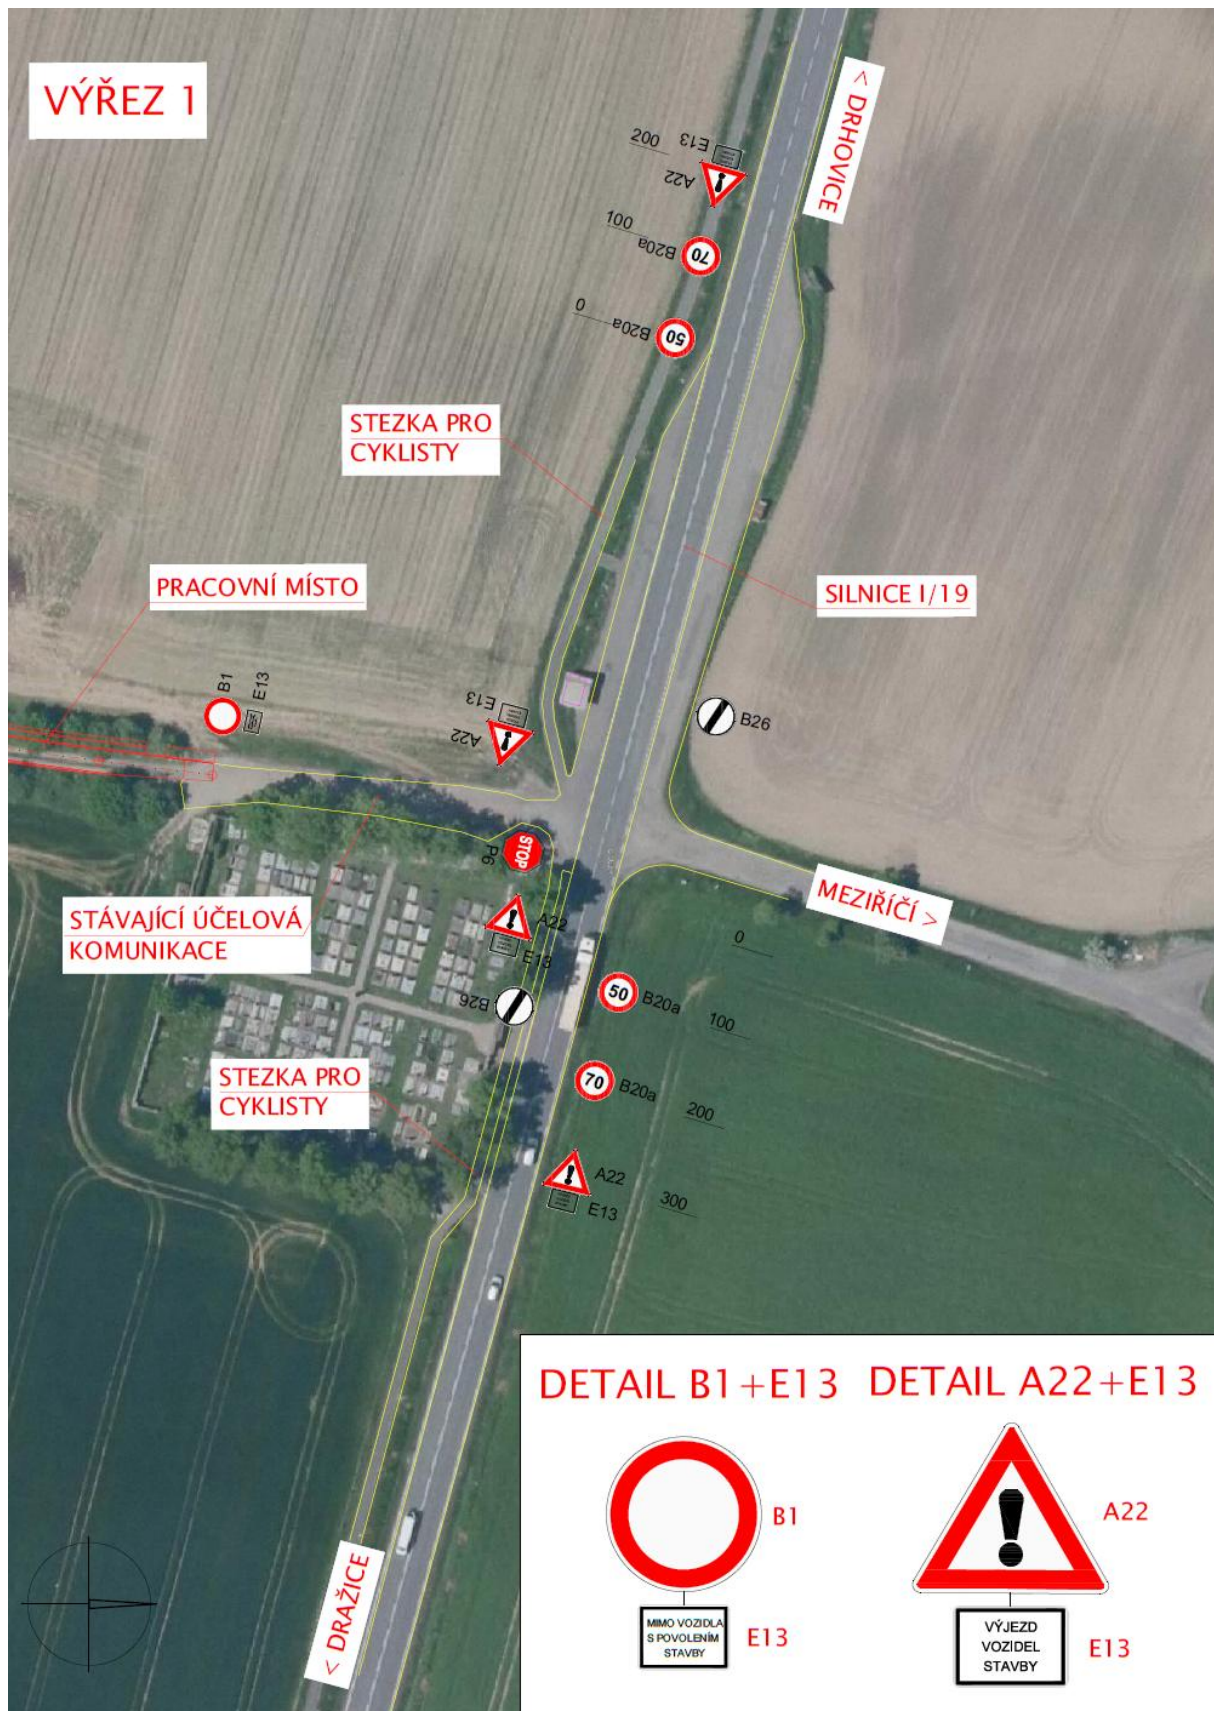 VÝŘEZ 1
< DRHOVICE
200
E13
A22
100
B20a
70
0
B20a
50
STEZKA PRO
CYKLISTY
PRACOVNÍ MÍSTO
SILNICE I/19
B1
E13
E13
A22
B26
P6
STOP
MEZIŘÍČÍ >
STÁVAJÍCÍ ÚČELOVÁ
KOMUNIKACE
A22
E13
0
B26
50
B20a
100
STEZKA PRO
CYKLISTY
70
B20a
200
A22
E13
300
< DRAŽICE
DETAIL B1+E13
B1
MIMO VOZIDLA
S POVOLENÍM
STAVBY
E13
DETAIL A22+E13
A22
VÝJEZD
VOZIDEL
STAVBY
E13